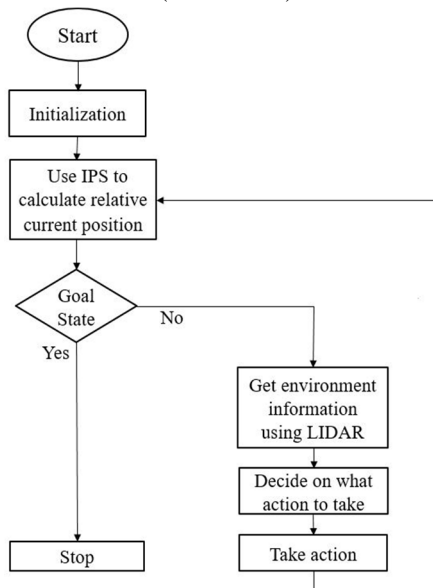 Start
Initialization
Use IPS to
calculate relative
current position
Goal
State
No
Yes
Get environment
information
using LIDAR
Decide on what
action to take
Stop
Take action